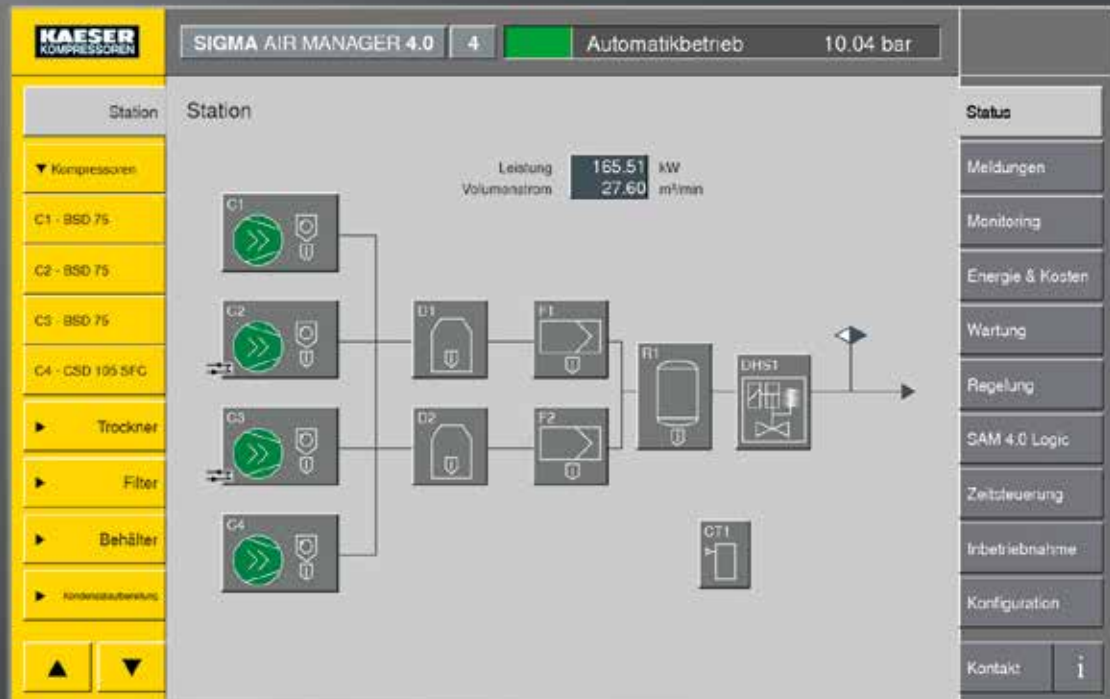 KAESER
KOMPRESSOREN
SIGMA AIR MANAGER 4.0
4
Automatikbetrieb
10.04 bar
Station
▼ Kompressoren
C1 - BSD 75
C2 - BSD 75
C3 - BSD 75
C4 - CSD 105 SFC
▶ Trockner
▶ Filter
▶ Behälter
▶ Kondensataufbereitung
▲ ▼
Station
Leistung 165.51 kW
Volumenstrom 27.60 m³/min
C1
C2
D1
F1
R1
DHS1
C3
D2
F2
C4
CT1
Status
Meldungen
Monitoring
Energie & Kosten
Wartung
Regelung
SAM 4.0 Logic
Zeitsteuerung
Inbetriebnahme
Konfiguration
Kontakt i